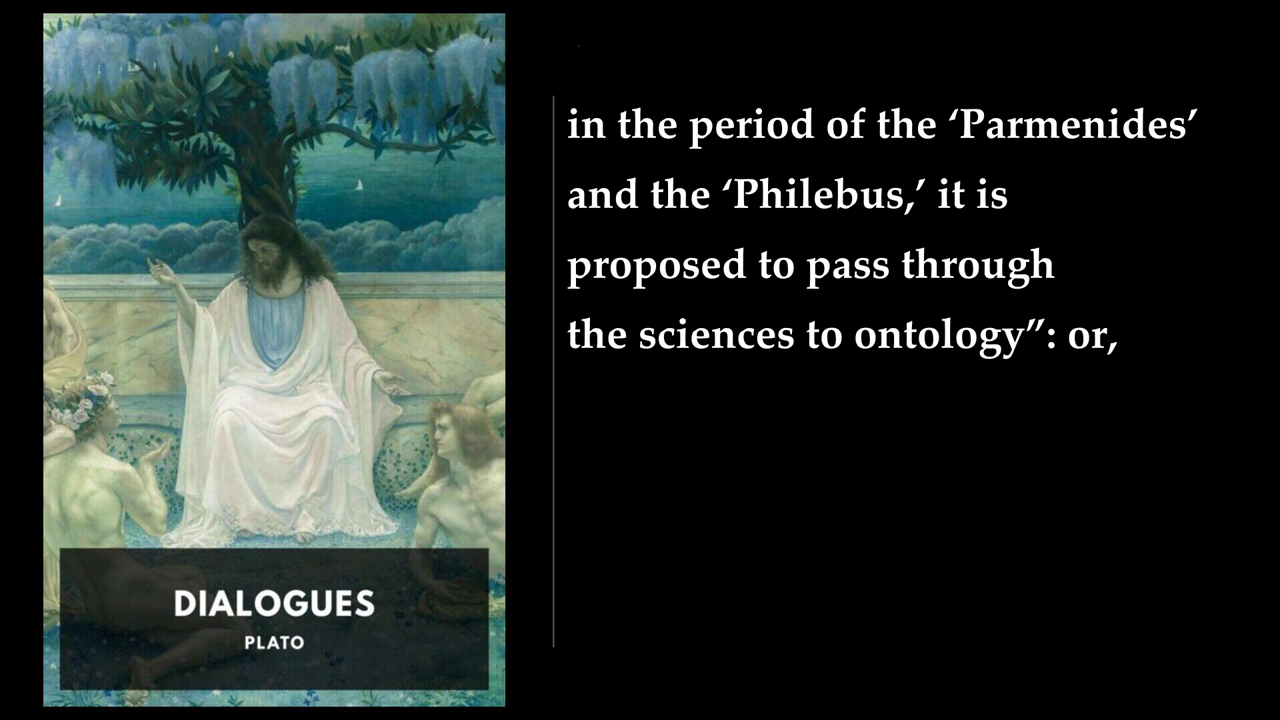 DIALOGUES
PLATO
in the period of the ‘Parmenides’
and the ‘Philebus,’ it is
proposed to pass through
the sciences to ontology”: or,